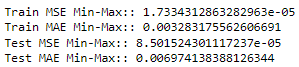 Train MSE Min-Max:: 1.7334312863282963e-05
Train MAE Min-Max:: 0.003283175562606691
Test MSE Min-Max:: 8.501524301117237e-05
Test MAE Min-Max:: 0.006974138388126344